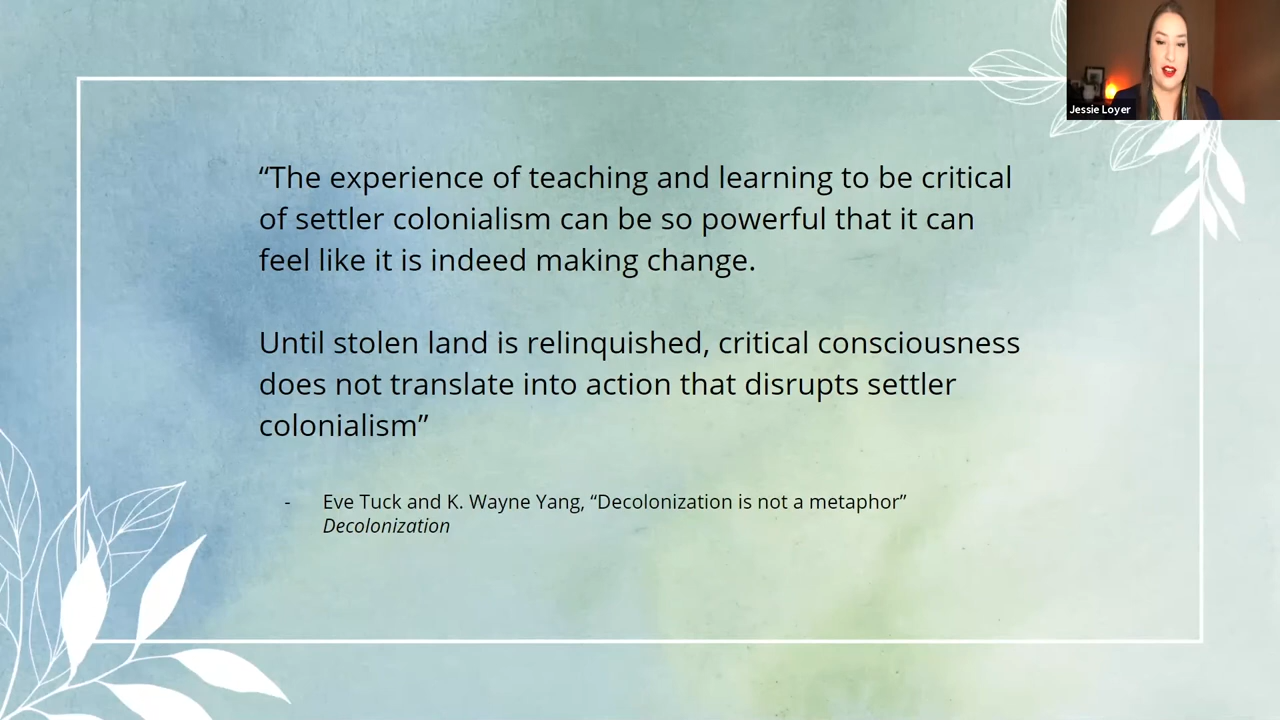 Jessie Loyer
“The experience of teaching and learning to be critical
of settler colonialism can be so powerful that it can
feel like it is indeed making change.
Until stolen land is relinquished, critical consciousness
does not translate into action that disrupts settler
colonialism”
- Eve Tuck and K. Wayne Yang, “Decolonization is not a metaphor”
Decolonization